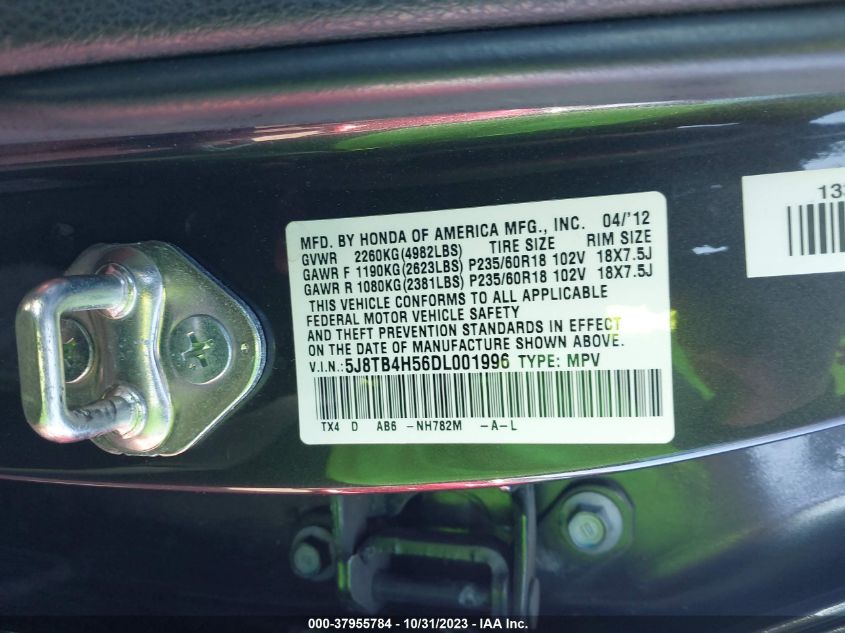 MFD. BY HONDA OF AMERICA MFG., INC. 04/'12
GVWR 2260KG(4982LBS) TIRE SIZE RIM SIZE
GAWR F 1190KG(2623LBS) P235/60R18 102V 18X7.5J
GAWR R 1080KG(2381LBS) P235/60R18 102V 18X7.5J
THIS VEHICLE CONFORMS TO ALL APPLICABLE
FEDERAL MOTOR VEHICLE SAFETY
AND THEFT PREVENTION STANDARDS IN EFFECT
ON THE DATE OF MANUFACTURE SHOWN ABOVE.
V.I.N.: 5J8TB4H56DL001996 TYPE: MPV
TX4 D AB6 -NH782M -A-L
000-37955784 - 10/31/2023 - IAA Inc.